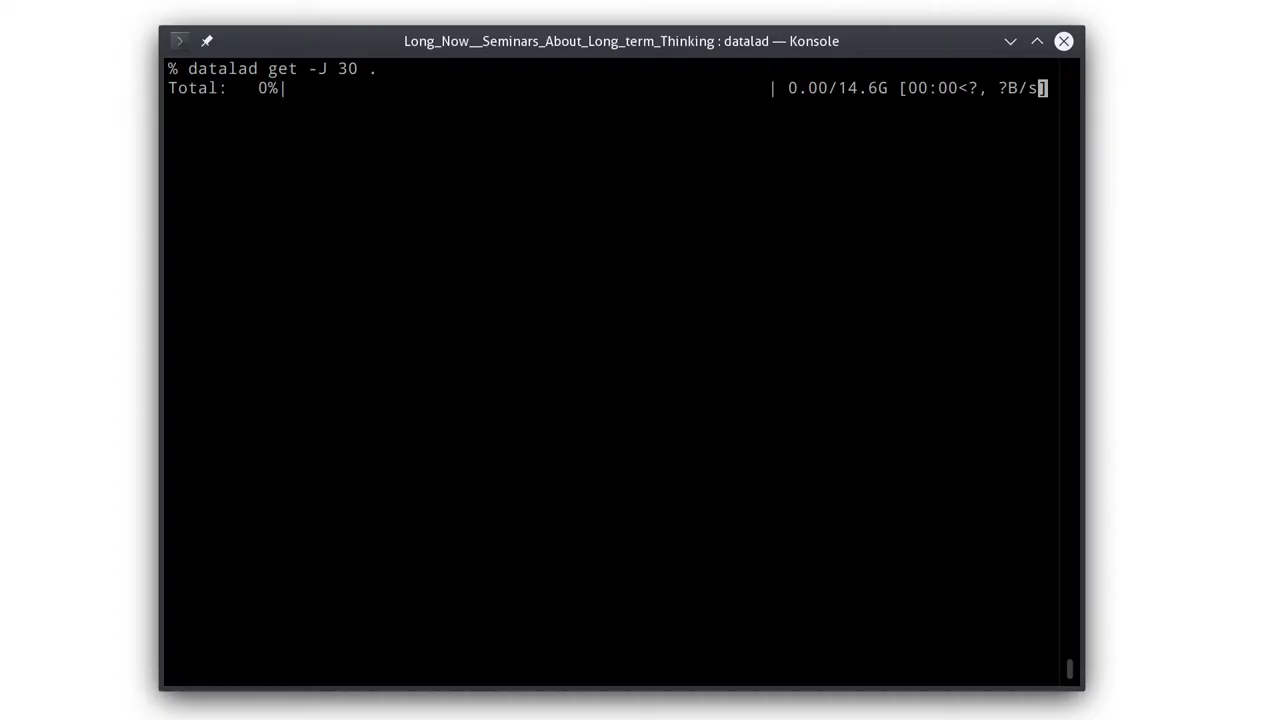 Long_Now__Seminars_About_Long_term_Thinking : datalad — Konsole
% datalad get -J 30 .
Total:   0%|                                                 | 0.00/14.6G [00:00<?, ?B/s]